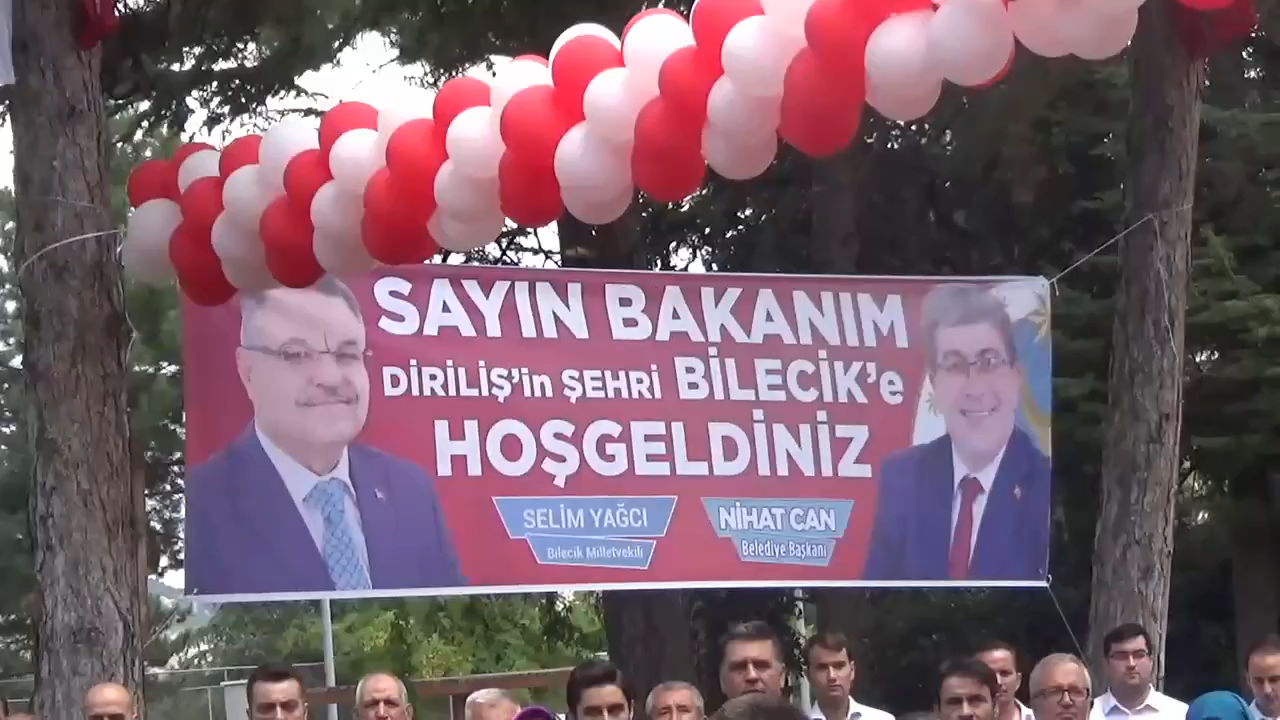 SAYIN BAKANIM
DİRİLİŞ'in ŞEHRİ BİLECİK'e
HOŞGELDİNİZ
SELİM YAĞCI
Bilecik Milletvekili
NİHAT CAN
Belediye Başkanı